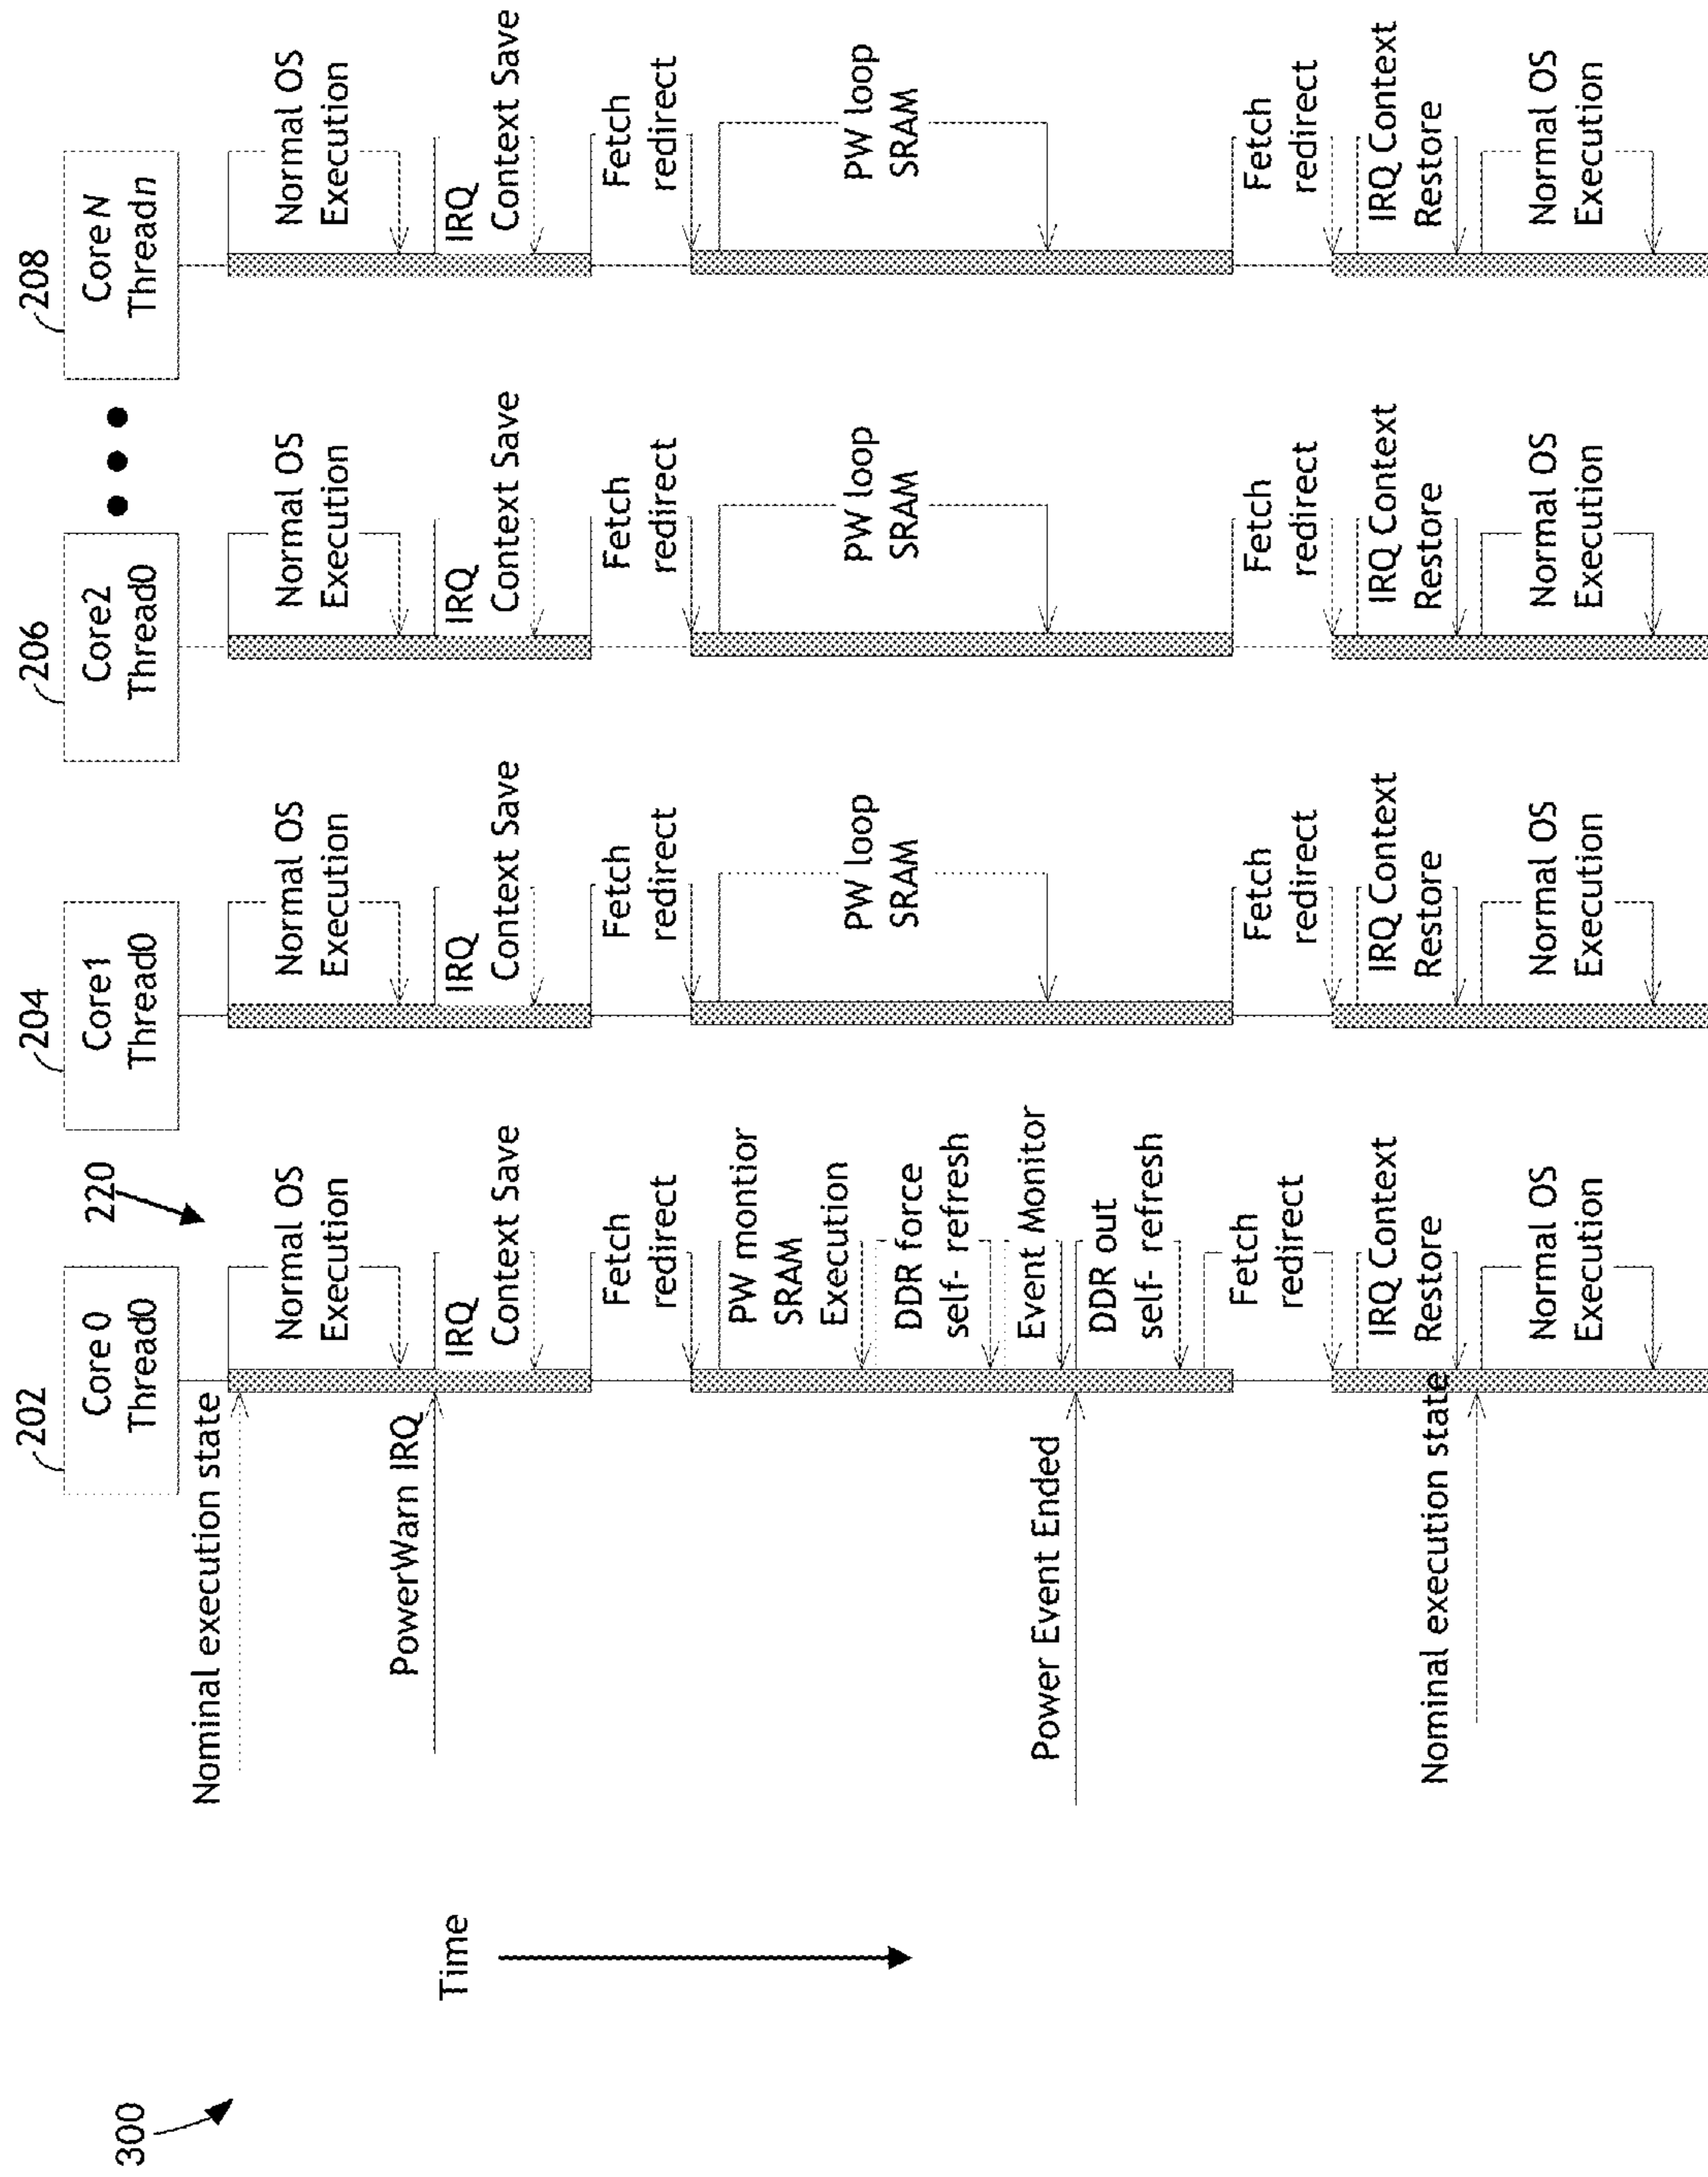 300
Time
Nominal execution state
PowerWarn IRQ
Power Event Ended
Nominal execution state
202
Core 0
Thread0
220
Normal OS
Execution
IRQ
Context Save
Fetch
redirect
PW montior
SRAM
Execution
DDR force
self- refresh
Event Monitor
DDR out
self- refresh
Fetch
redirect
IRQ Context
Restore
Normal OS
Execution
204
Core1
Thread0
Normal OS
Execution
IRQ
Context Save
Fetch
redirect
PW loop
SRAM
Fetch
redirect
IRQ Context
Restore
Normal OS
Execution
206
Core2
Thread0
Normal OS
Execution
IRQ
Context Save
Fetch
redirect
PW loop
SRAM
Fetch
redirect
IRQ Context
Restore
Normal OS
Execution
208
Core N
Thread n
Normal OS
Execution
IRQ
Context Save
Fetch
redirect
PW loop
SRAM
Fetch
redirect
IRQ Context
Restore
Normal OS
Execution